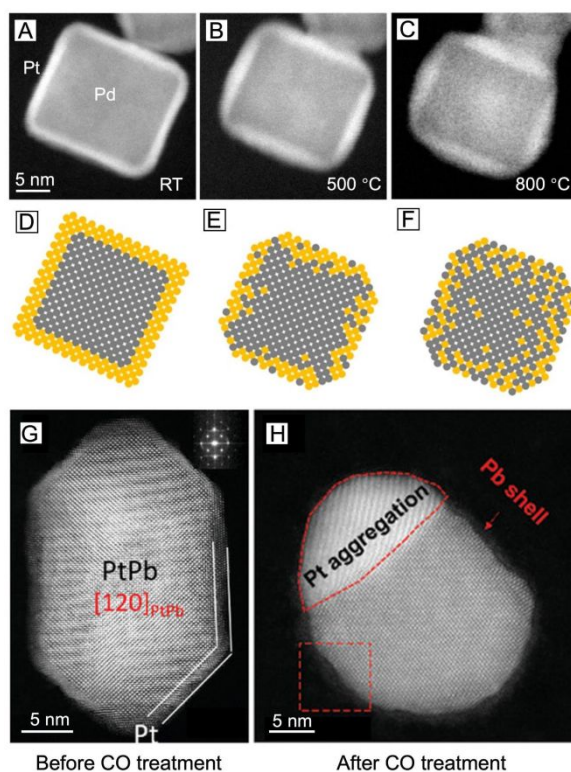 A
B
C
Pt
Pd
5 nm
RT
500 °C
800 °C
D
E
F
G
H
PtPb
[120]PtPb
Pt
5 nm
Pt aggregation
Pb shell
5 nm
Before CO treatment
After CO treatment